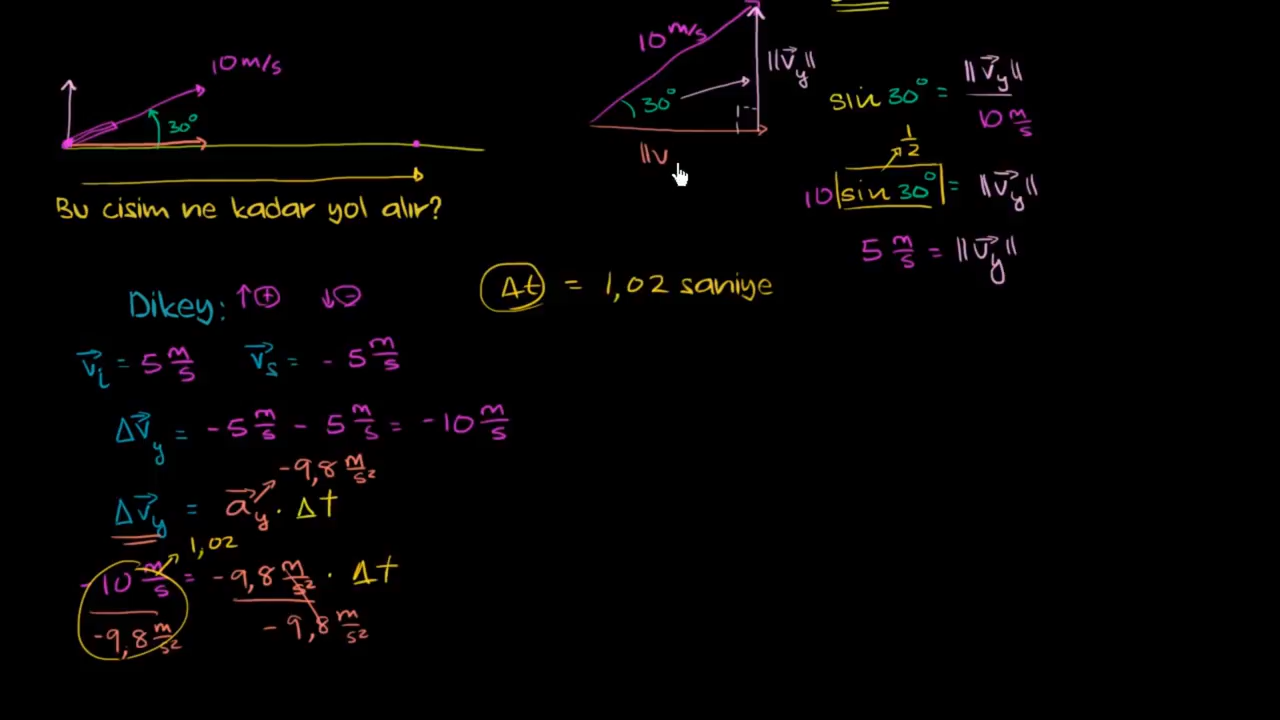 10 m/s
30°
Bu cisim ne kadar yol alır?
10 m/s
30°
||v⃗y||
||v
sin 30° = ||v⃗y|| / 10 m/s
1/2
10 |sin 30°| = ||v⃗y||
5 m/s = ||v⃗y||
Δt = 1,02 saniye
Dikey: ↑⊕ ↓⊖
v⃗i = 5 m/s v⃗s = -5 m/s
Δv⃗y = -5 m/s - 5 m/s = -10 m/s
-9,8 m/s²
Δv⃗y = a⃗y · Δt
1,02
-10 m/s / -9,8 m/s² = -9,8 m/s² / -9,8 m/s² · Δt